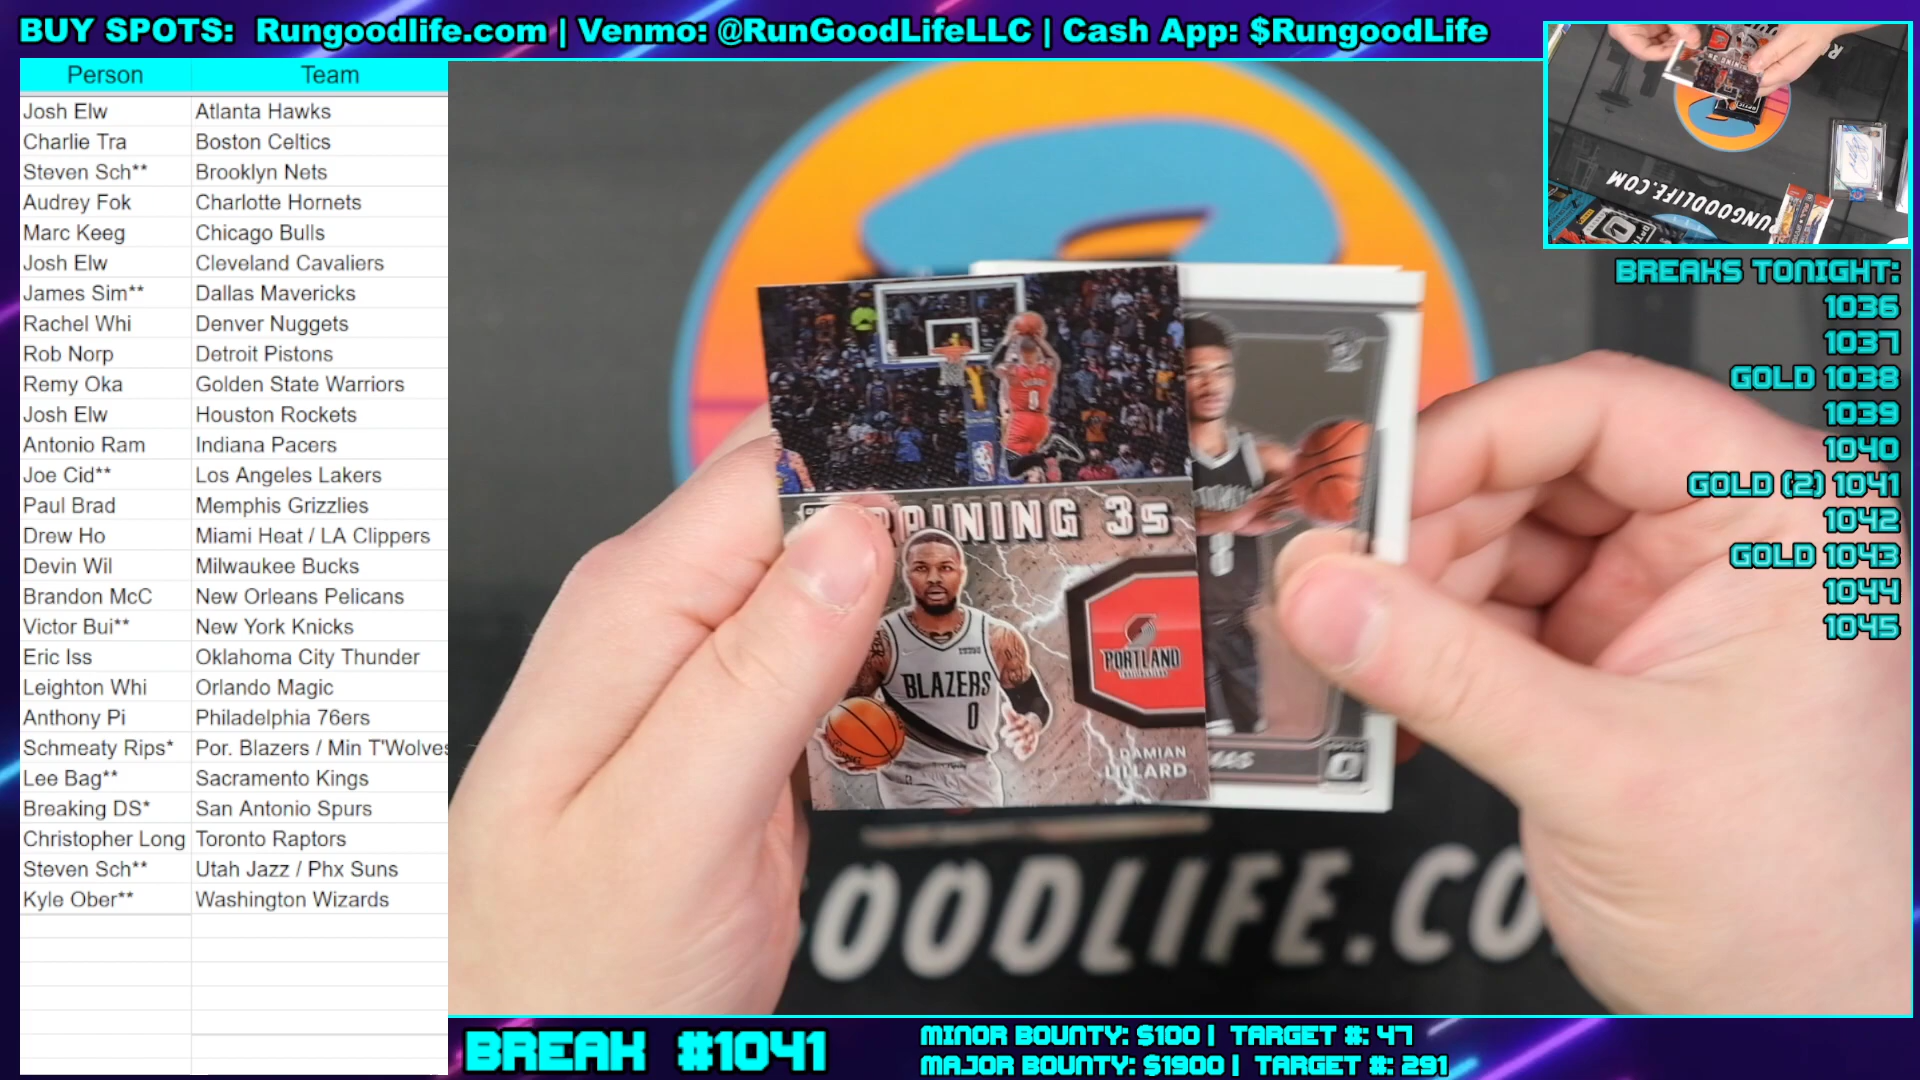 BUY SPOTS: Rungoodlife.com | Venmo: @RunGoodLifeLLC | Cash App: $RungoodLife
Person Team
Josh Elw Atlanta Hawks
Charlie Tra Boston Celtics
Steven Sch** Brooklyn Nets
Audrey Fok Charlotte Hornets
Marc Keeg Chicago Bulls
Josh Elw Cleveland Cavaliers
James Sim** Dallas Mavericks
Rachel Whi Denver Nuggets
Rob Norp Detroit Pistons
Remy Oka Golden State Warriors
Josh Elw Houston Rockets
Antonio Ram Indiana Pacers
Joe Cid** Los Angeles Lakers
Paul Brad Memphis Grizzlies
Drew Ho Miami Heat / LA Clippers
Devin Wil Milwaukee Bucks
Brandon McC New Orleans Pelicans
Victor Bui** New York Knicks
Eric Iss Oklahoma City Thunder
Leighton Whi Orlando Magic
Anthony Pi Philadelphia 76ers
Schmeaty Rips* Por. Blazers / Min T'Wolves
Lee Bag** Sacramento Kings
Breaking DS* San Antonio Spurs
Christopher Long Toronto Raptors
Steven Sch** Utah Jazz / Phx Suns
Kyle Ober** Washington Wizards
RAINING 3s
PORTLAND
BLAZERS
0
DAMIAN
LILLARD
8
MAS
OODLIFE.CO
UNGOODLIFE.COM
BREAKS TONIGHT:
1036
1037
GOLD 1038
1039
1040
GOLD (2) 1041
1042
GOLD 1043
1044
1045
BREAK #1041
MINOR BOUNTY: $100 | TARGET #: 47
MAJOR BOUNTY: $1900 | TARGET #: 291